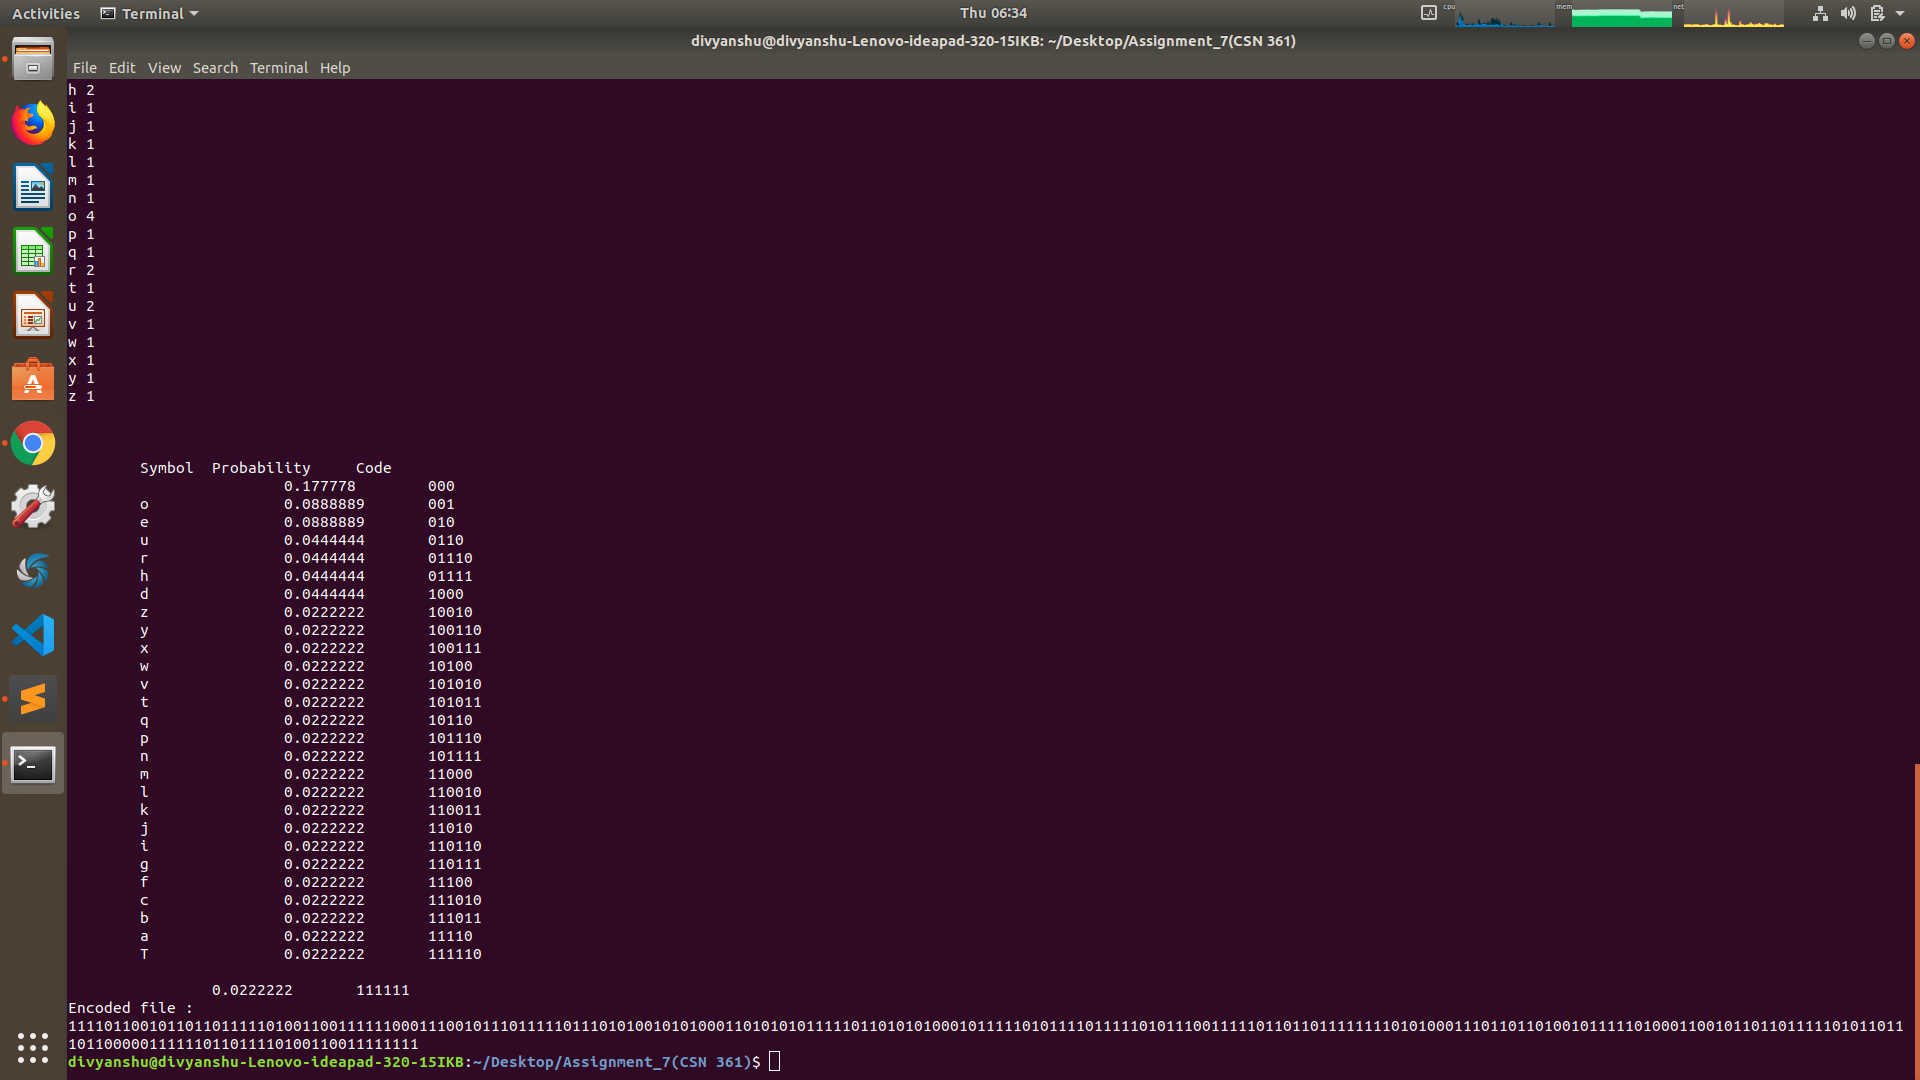 Activities Terminal Thu 06:34 cpu mem net
divyanshu@divyanshu-Lenovo-ideapad-320-15IKB: ~/Desktop/Assignment_7(CSN 361)
File Edit View Search Terminal Help
h 2
i 1
j 1
k 1
l 1
m 1
n 1
o 4
p 1
q 1
r 2
t 1
u 2
v 1
w 1
x 1
y 1
z 1
Symbol Probability Code
0.177778 000
o 0.0888889 001
e 0.0888889 010
u 0.0444444 0110
r 0.0444444 01110
h 0.0444444 01111
d 0.0444444 1000
z 0.0222222 10010
y 0.0222222 100110
x 0.0222222 100111
w 0.0222222 10100
v 0.0222222 101010
t 0.0222222 101011
q 0.0222222 10110
p 0.0222222 101110
n 0.0222222 101111
m 0.0222222 11000
l 0.0222222 110010
k 0.0222222 110011
j 0.0222222 11010
i 0.0222222 110110
g 0.0222222 110111
f 0.0222222 11100
c 0.0222222 111010
b 0.0222222 111011
a 0.0222222 11110
T 0.0222222 111110
0.0222222 111111
Encoded file :
divyanshu@divyanshu-Lenovo-ideapad-320-15IKB:~/Desktop/Assignment_7(CSN 361)$